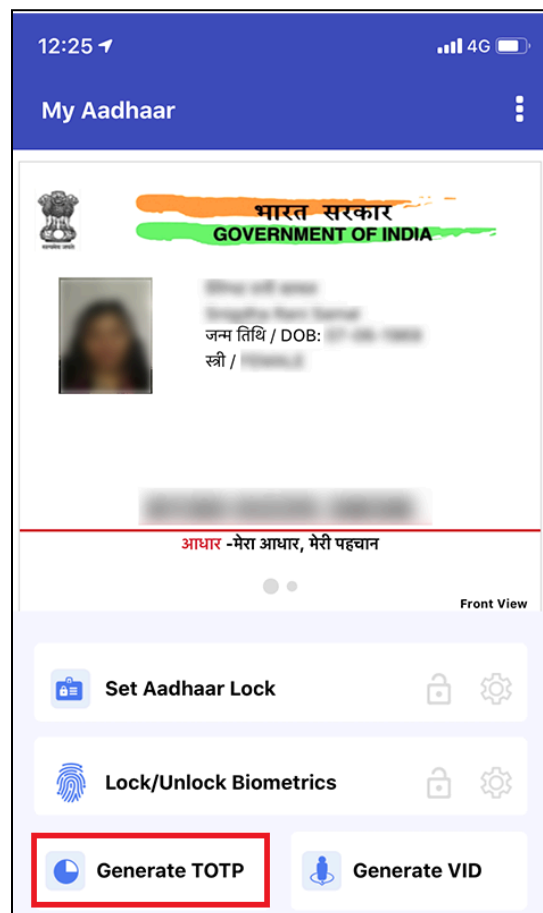 12:25
4G
My Aadhaar
भारत सरकार
GOVERNMENT OF INDIA
जन्म तिथि / DOB:
स्त्री /
आधार -मेरा आधार, मेरी पहचान
Front View
Set Aadhaar Lock
Lock/Unlock Biometrics
Generate TOTP
Generate VID